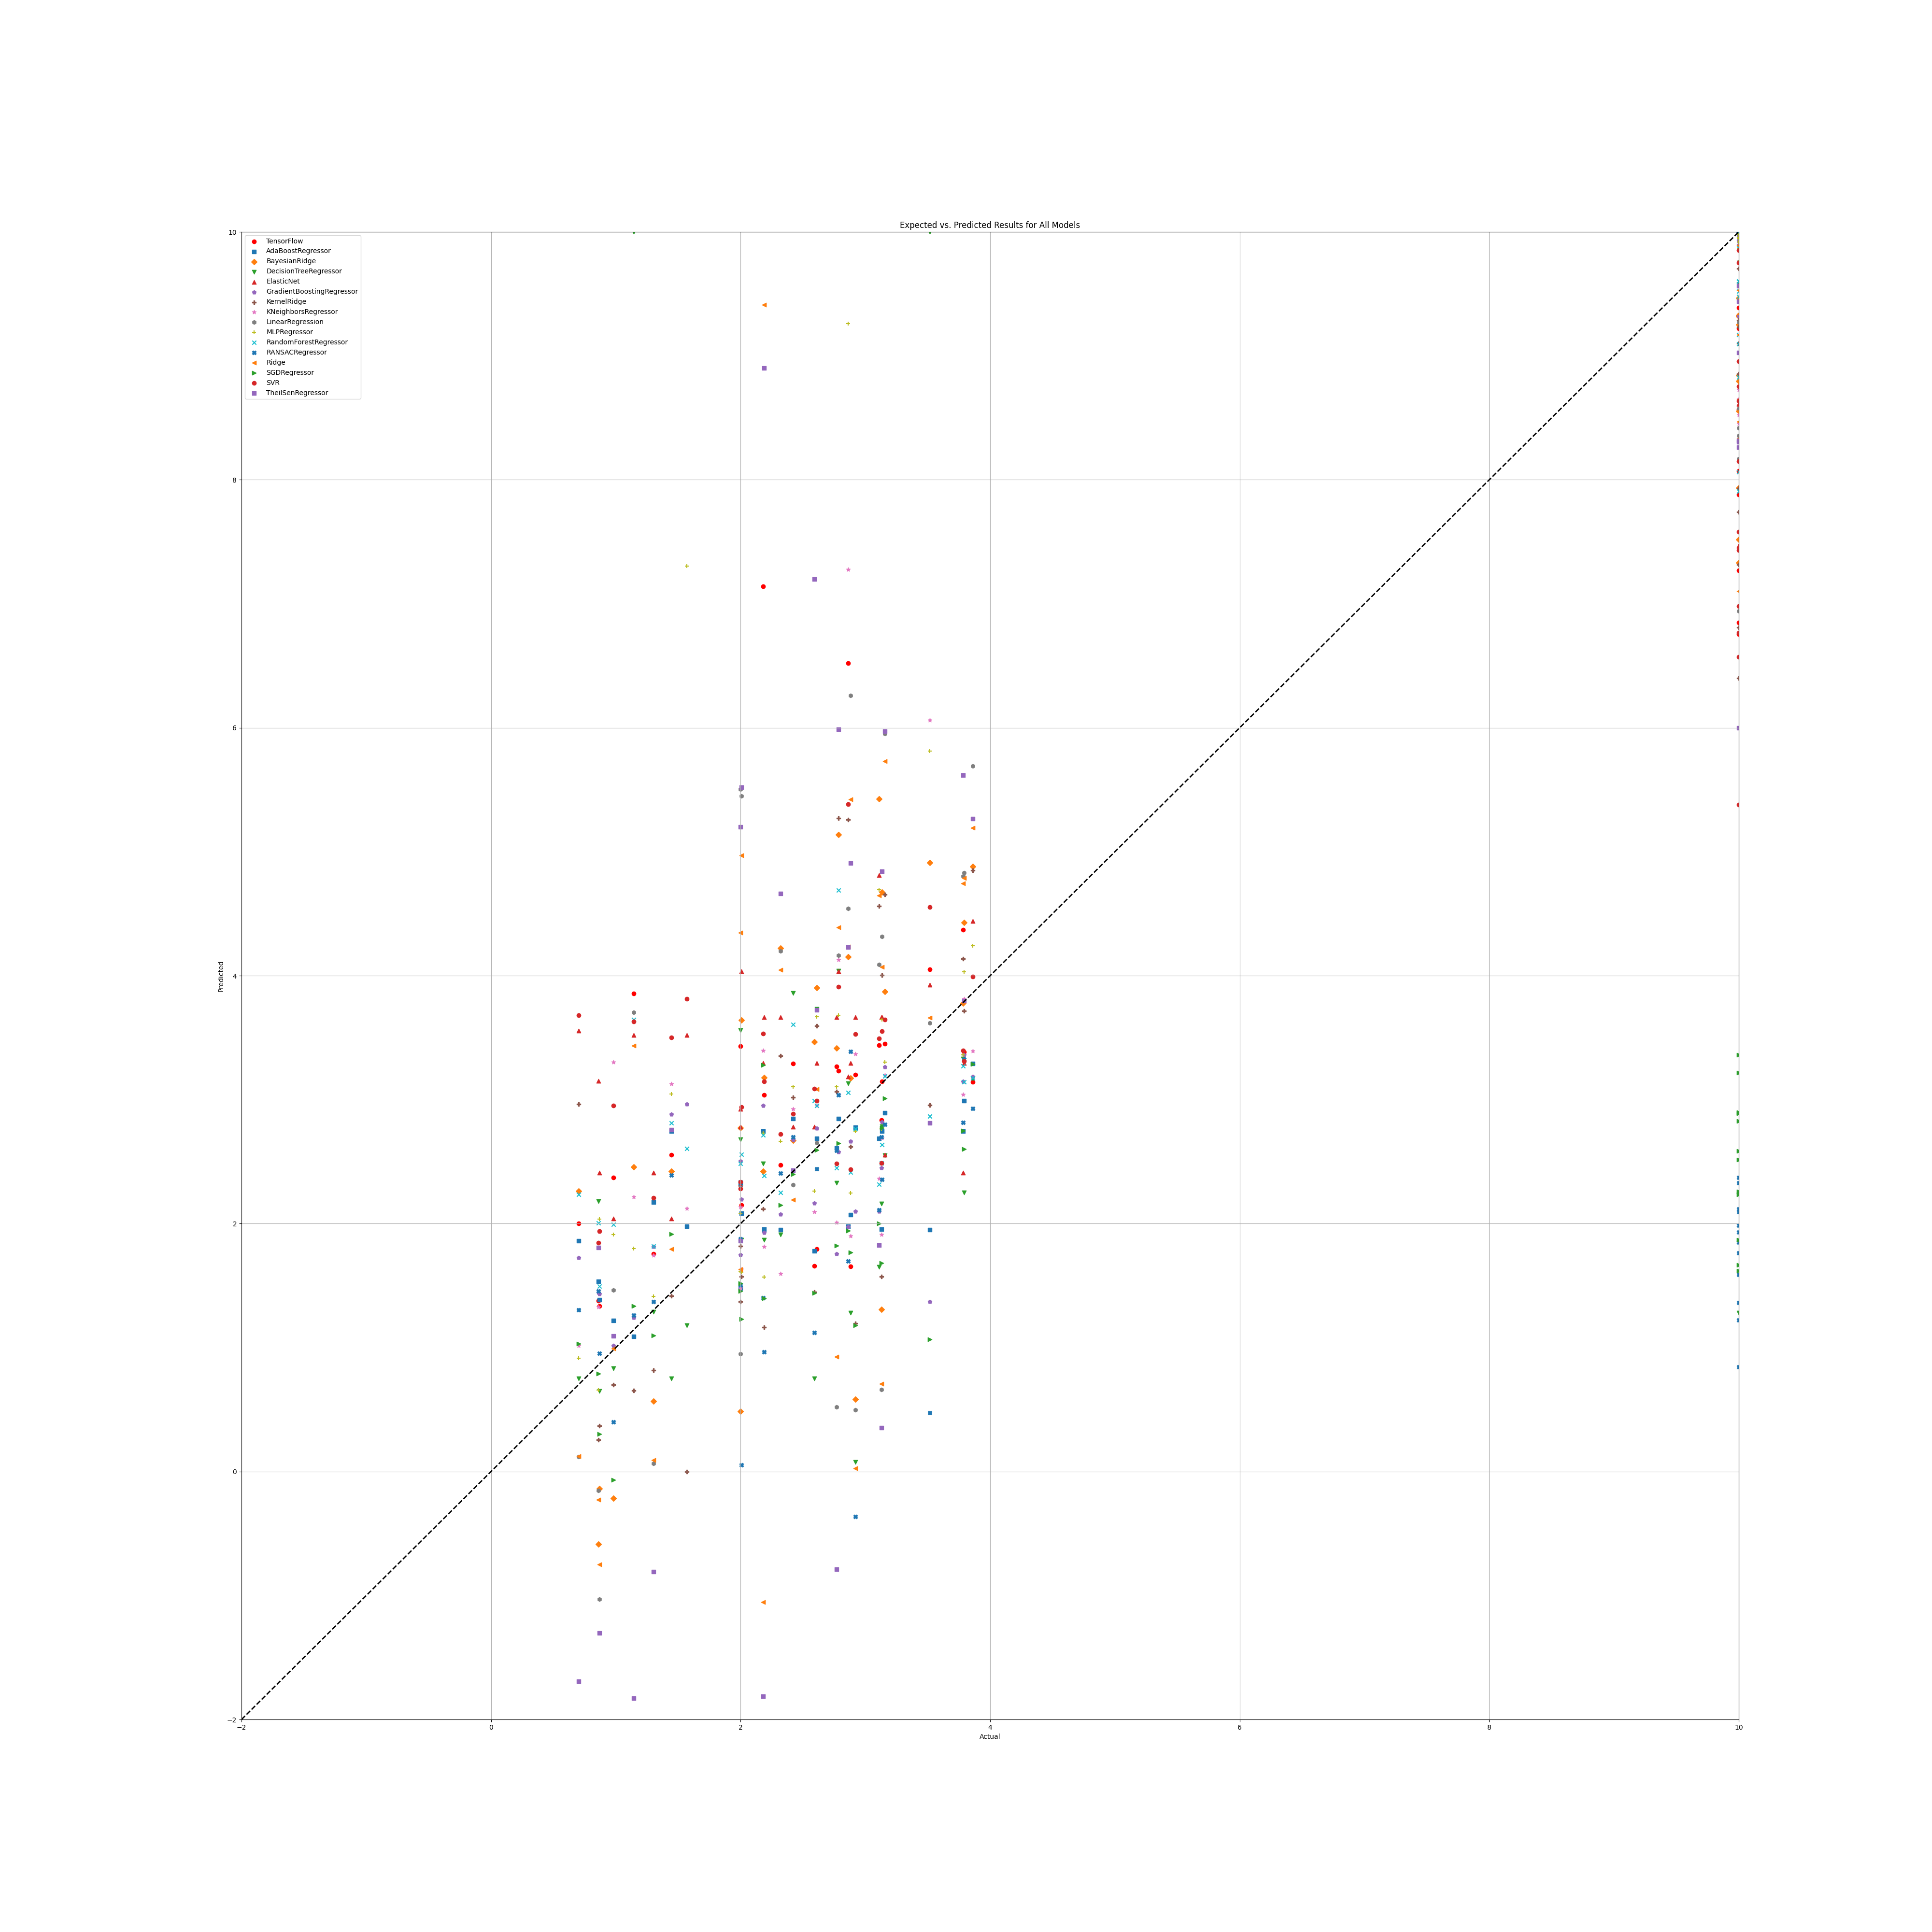 Expected vs. Predicted Results for All Models
10
TensorFlow
AdaBoostRegressor
BayesianRidge
DecisionTreeRegressor
ElasticNet
GradientBoostingRegressor
KernelRidge
KNeighborsRegressor
LinearRegression
MLPRegressor
RandomForestRegressor
RANSACRegressor
Ridge
SGDRegressor
SVR
TheilSenRegressor
8
6
4
Predicted
2
0
−2
−2 0 2 4 6 8 10
Actual